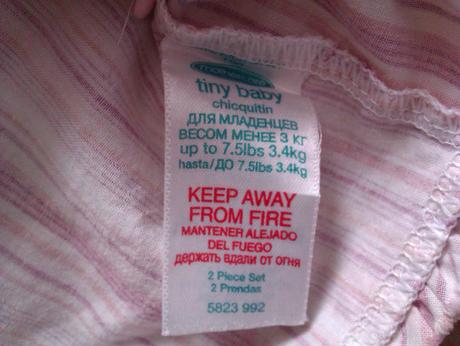 mothercare
tiny baby
chicquitin
ДЛЯ МЛАДЕНЦЕВ
ВЕСОМ МЕНЕЕ 3 КГ
up to 7.5lbs 3.4kg
hasta/ДО 7.5lbs 3.4kg
KEEP AWAY
FROM FIRE
MANTENER ALEJADO
DEL FUEGO
держать вдали от огня
2 Piece Set
2 Prendas
5823 992